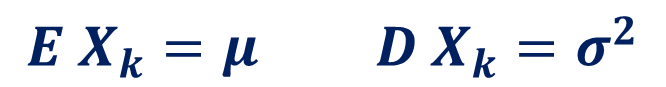 E X_k = μ    D X_k = σ²